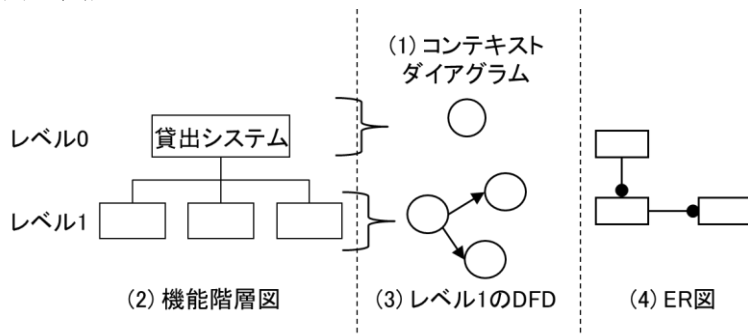 (1) コンテキスト
ダイアグラム
レベル0
貸出システム
レベル1
(2) 機能階層図
(3) レベル1のDFD
(4) ER図